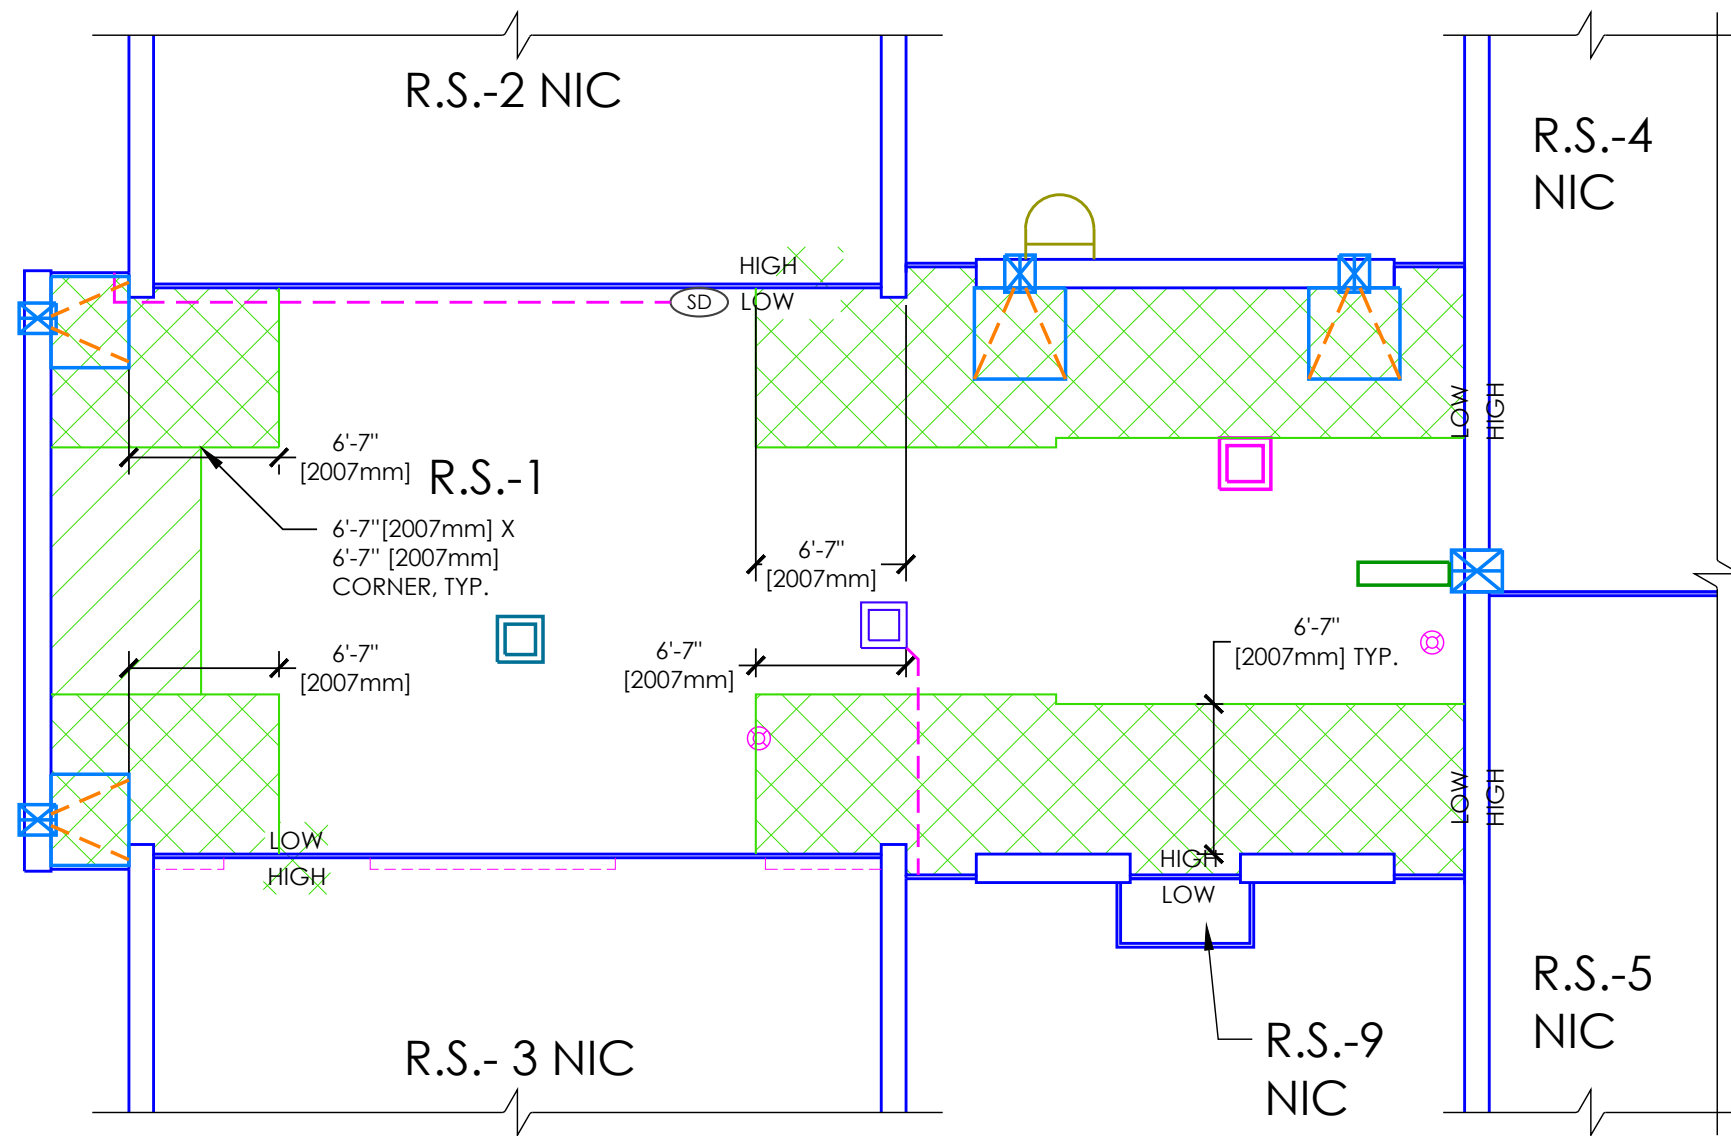 R.S.-2 NIC
R.S.-4
NIC
HIGH
SD
LOW
LOW
HIGH
6'-7"
[2007mm]
R.S.-1
6'-7"[2007mm] X
6'-7" [2007mm]
CORNER, TYP.
6'-7"
[2007mm]
6'-7"
[2007mm]
6'-7"
[2007mm]
6'-7"
[2007mm] TYP.
LOW
HIGH
LOW
HIGH
HIGH
LOW
R.S.- 3 NIC
R.S.-9
NIC
R.S.-5
NIC